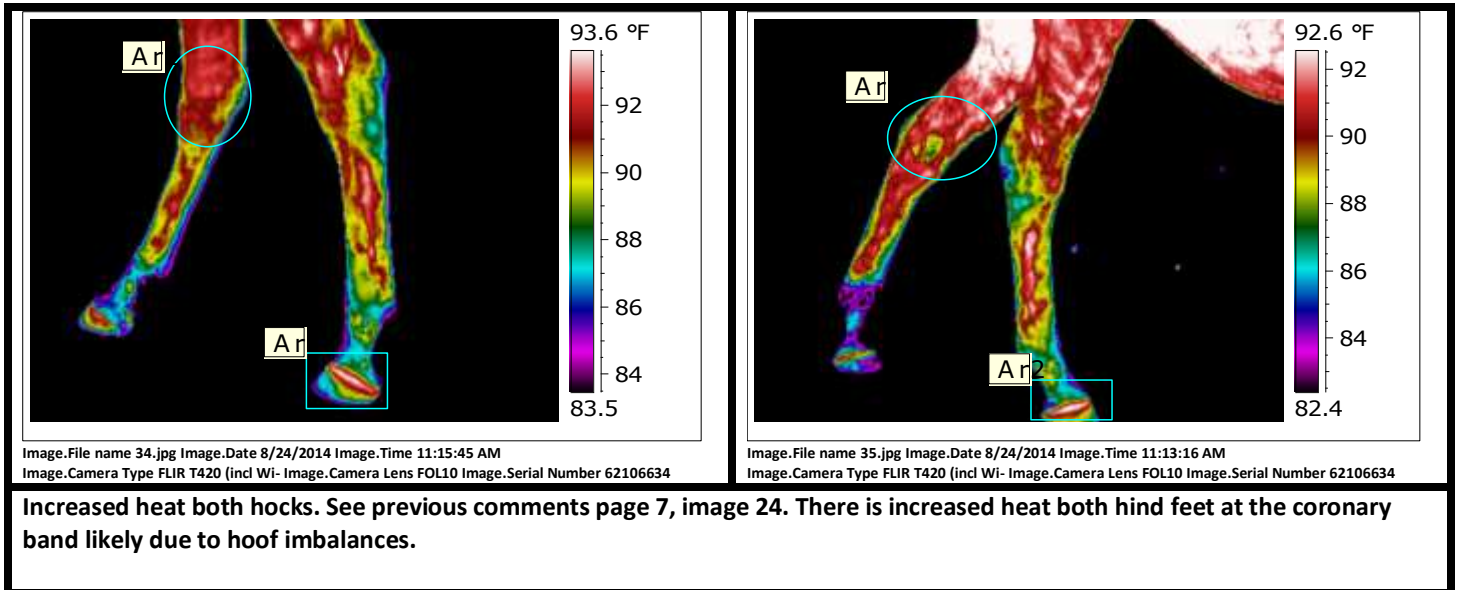 93.6 °F
Ar
92
90
88
86
Ar
84
83.5
Image.File name 34.jpg Image.Date 8/24/2014 Image.Time 11:15:45 AM
Image.Camera Type FLIR T420 (incl Wi- Image.Camera Lens FOL10 Image.Serial Number 62106634
92.6 °F
92
Ar
90
88
86
84
Ar2
82.4
Image.File name 35.jpg Image.Date 8/24/2014 Image.Time 11:13:16 AM
Image.Camera Type FLIR T420 (incl Wi- Image.Camera Lens FOL10 Image.Serial Number 62106634
Increased heat both hocks. See previous comments page 7, image 24. There is increased heat both hind feet at the coronary
band likely due to hoof imbalances.